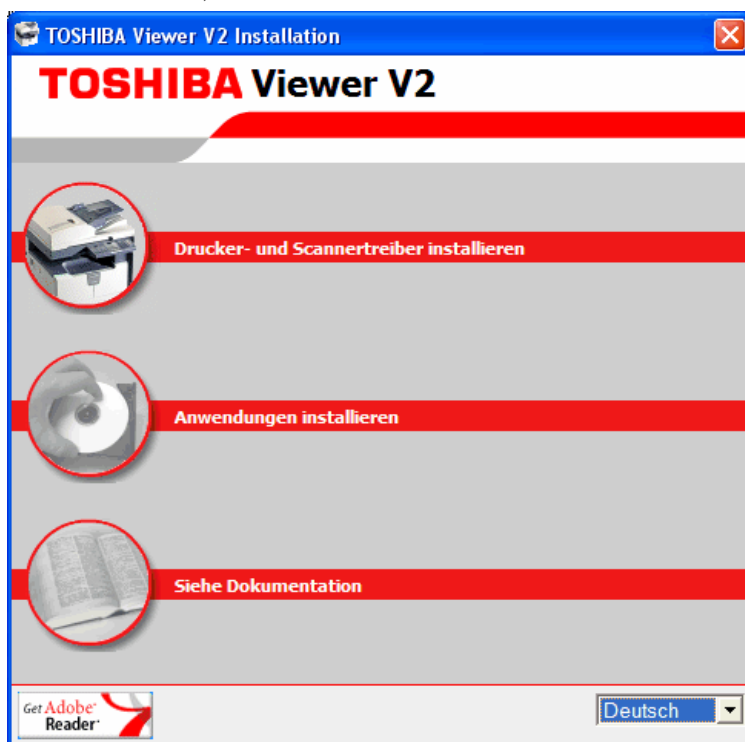 TOSHIBA Viewer V2 Installation
TOSHIBA Viewer V2
Drucker- und Scannertreiber installieren
Anwendungen installieren
Siehe Dokumentation
Get Adobe
Reader
Deutsch